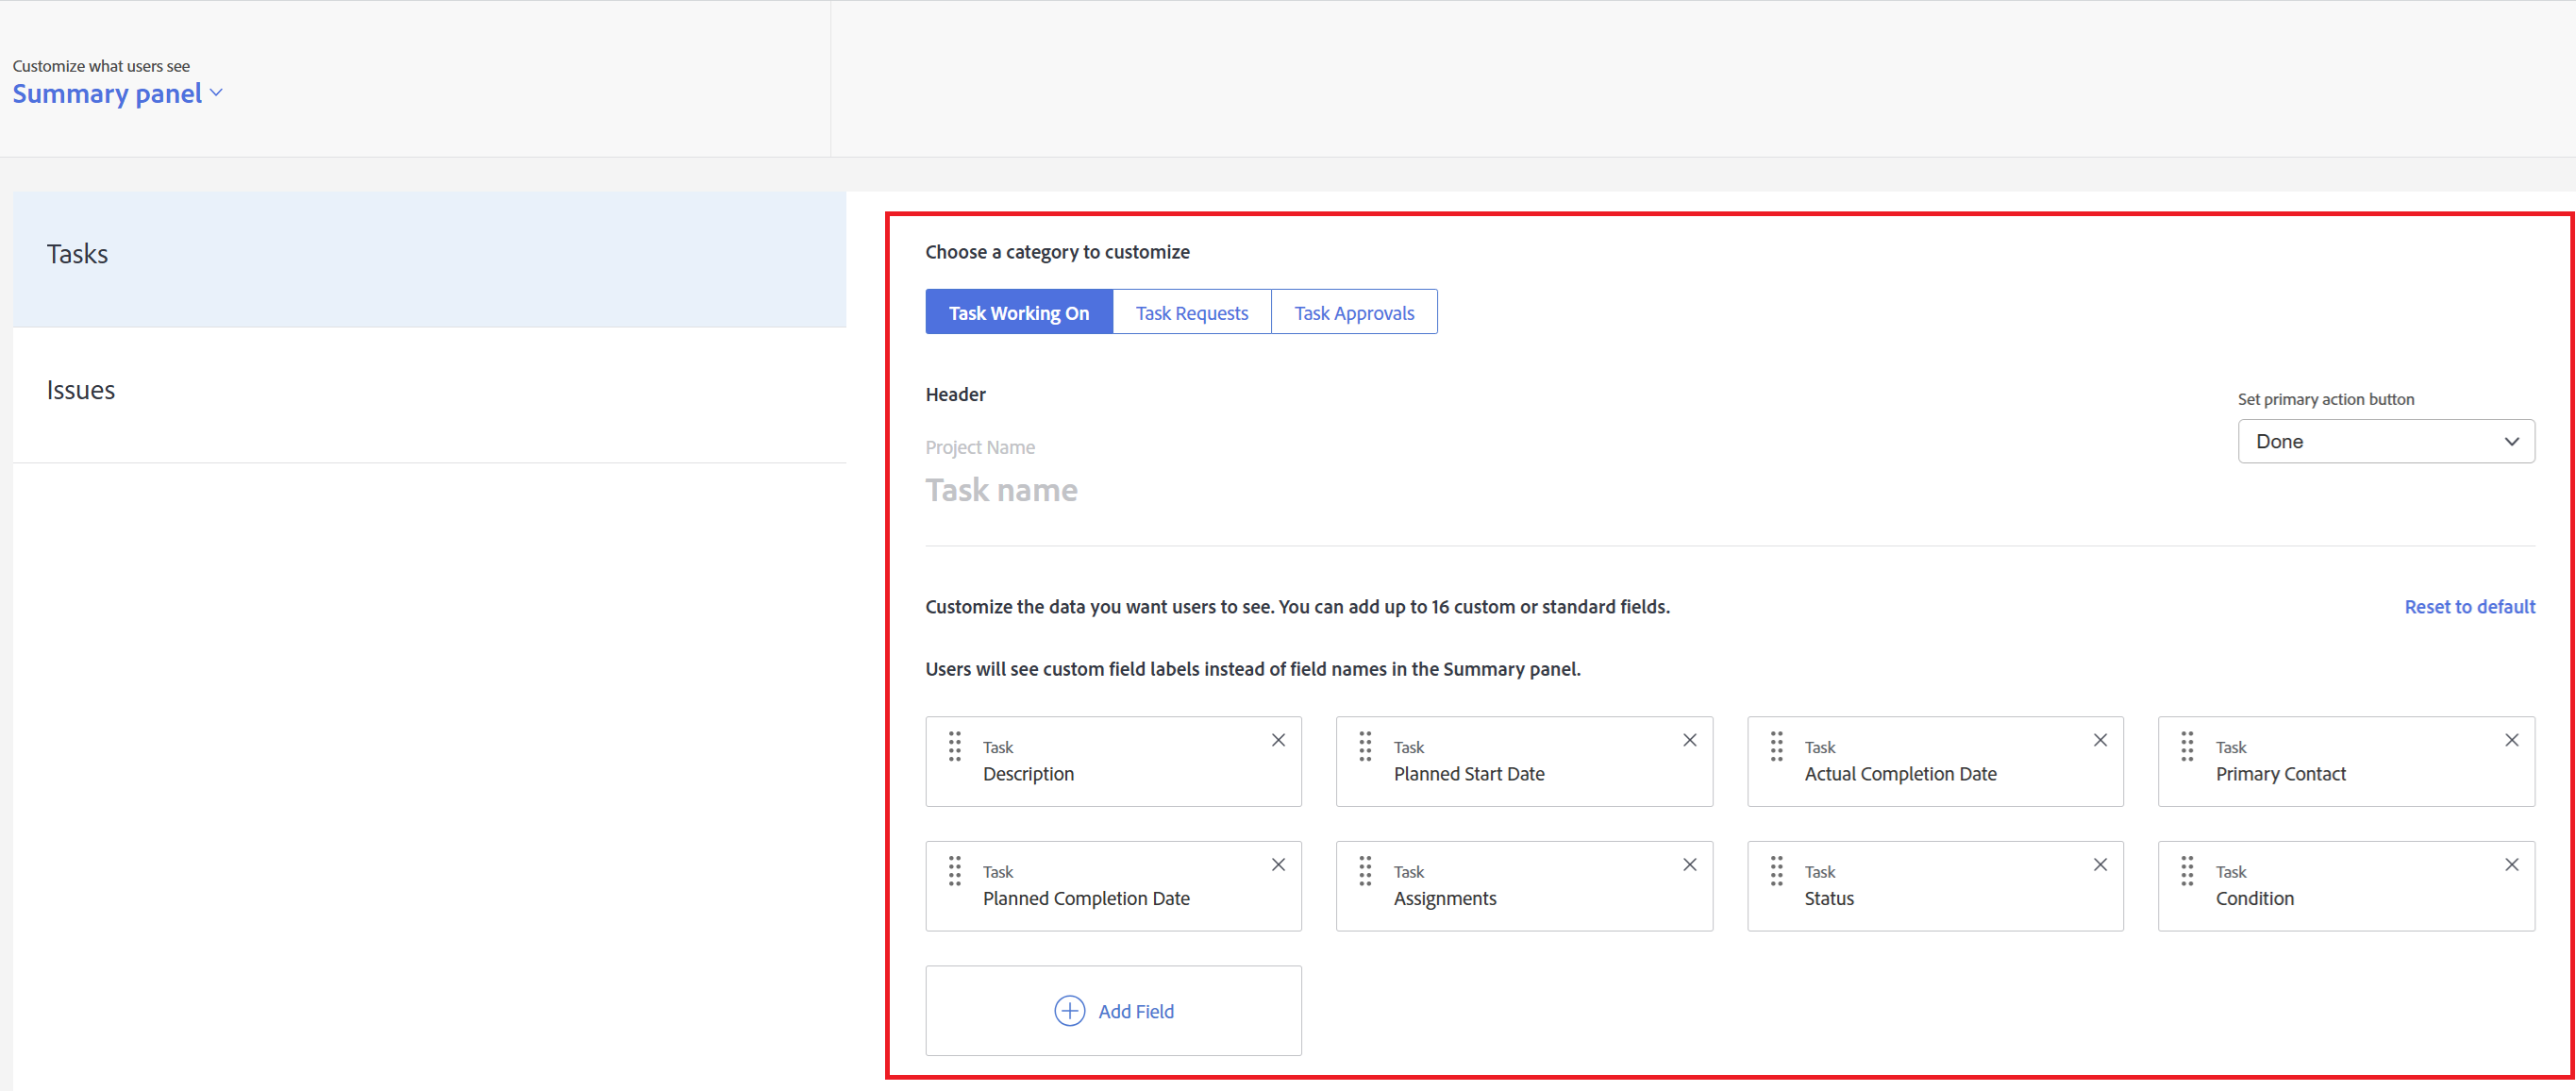 Customize what users see
Summary panel
Tasks
Issues
Choose a category to customize
Task Working On
Task Requests
Task Approvals
Header
Set primary action button
Project Name
Done
Task name
Customize the data you want users to see. You can add up to 16 custom or standard fields.
Reset to default
Users will see custom field labels instead of field names in the Summary panel.
Task
Description
Task
Planned Start Date
Task
Actual Completion Date
Task
Primary Contact
Task
Planned Completion Date
Task
Assignments
Task
Status
Task
Condition
Add Field